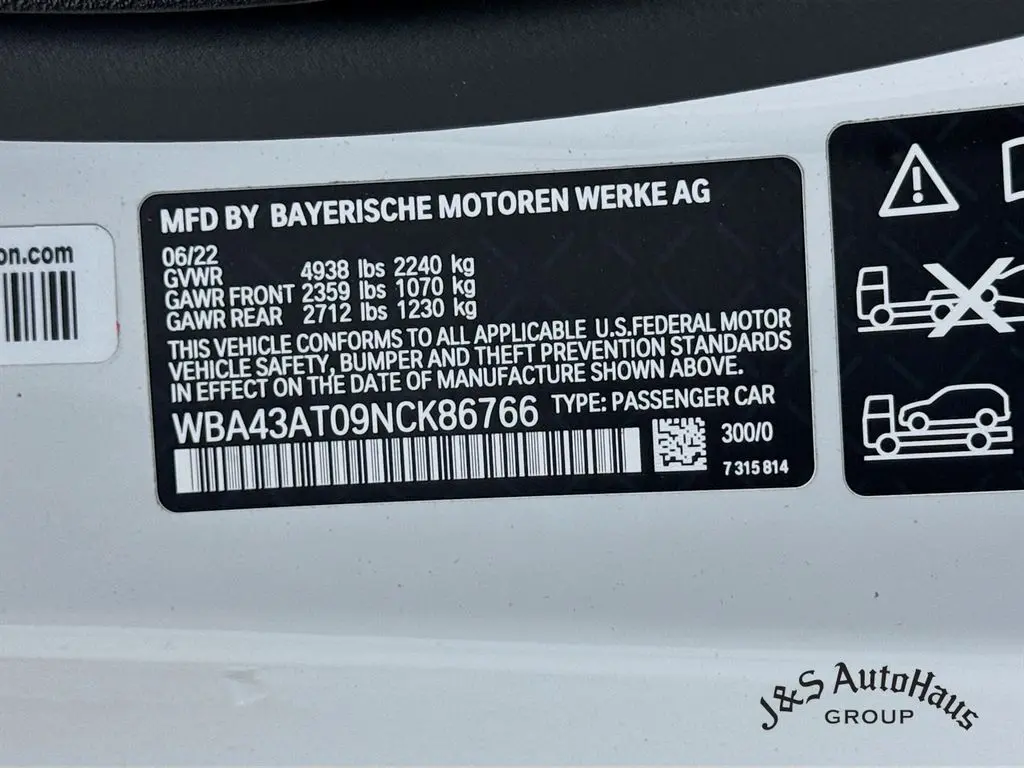 on.com
MFD BY BAYERISCHE MOTOREN WERKE AG
06/22
GVWR 4938 lbs 2240 kg
GAWR FRONT 2359 lbs 1070 kg
GAWR REAR 2712 lbs 1230 kg
THIS VEHICLE CONFORMS TO ALL APPLICABLE U.S.FEDERAL MOTOR
VEHICLE SAFETY, BUMPER AND THEFT PREVENTION STANDARDS
IN EFFECT ON THE DATE OF MANUFACTURE SHOWN ABOVE.
WBA43AT09NCK86766 TYPE: PASSENGER CAR
300/0
7 315 814
J&S AutoHaus
GROUP